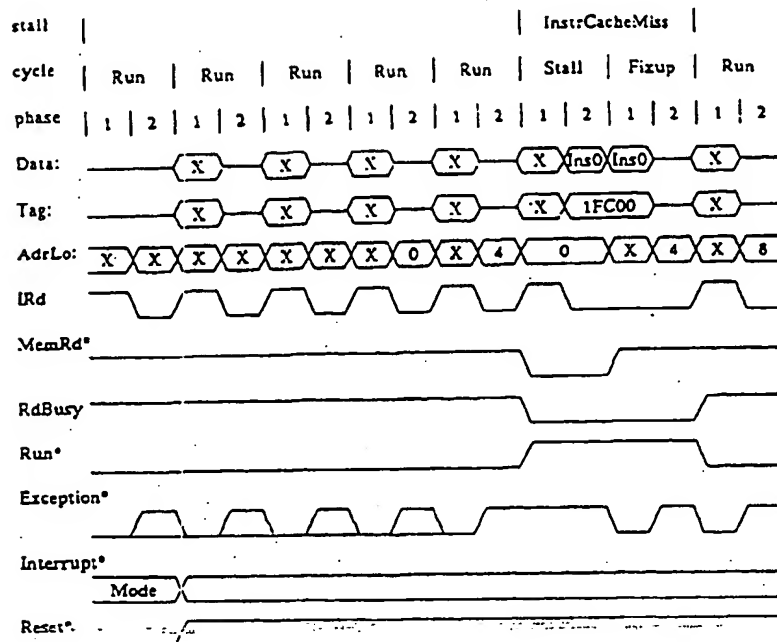 stall | | InstrCacheMiss |
cycle | Run | Run | Run | Run | Run | Stall | Fixup | Run
phase | 1 | 2 | 1 | 2 | 1 | 2 | 1 | 2 | 1 | 2 | 1 | 2 | 1 | 2 | 1 | 2
Data: X X X X X Ins0 Ins0 X
Tag: X X X X X 1FC00 X
AdrLo: X X X X X X X 0 X 4 0 X 4 X 8
IRd
MemRd*
RdBusy
Run*
Exception*
Interrupt*
Mode
Reset*